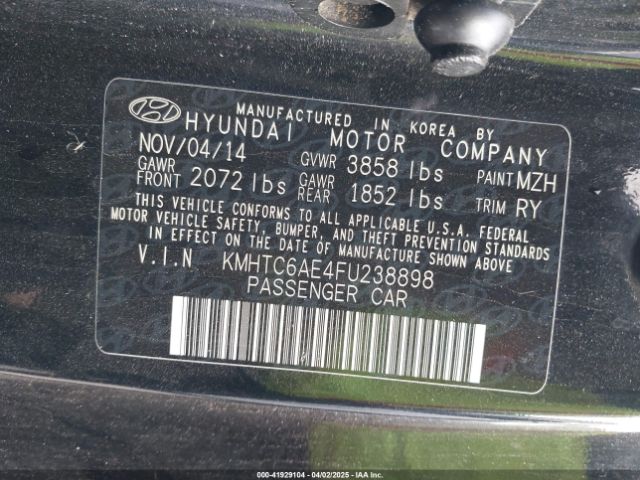 MANUFACTURED IN KOREA BY
HYUNDAI MOTOR COMPANY
NOV/04/14 GVWR 3858 lbs PAINT MZH
GAWR FRONT 2072 lbs GAWR REAR 1852 lbs TRIM RY
THIS VEHICLE CONFORMS TO ALL APPLICABLE U.S.A. FEDERAL
MOTOR VEHICLE SAFETY, BUMPER, AND THEFT PREVENTION STANDARDS
IN EFFECT ON THE DATE OF MANUFACTURE SHOWN ABOVE
V.I.N KMHTC6AE4FU238898
PASSENGER CAR
000-41929104 - 04/02/2025 - IAA Inc.